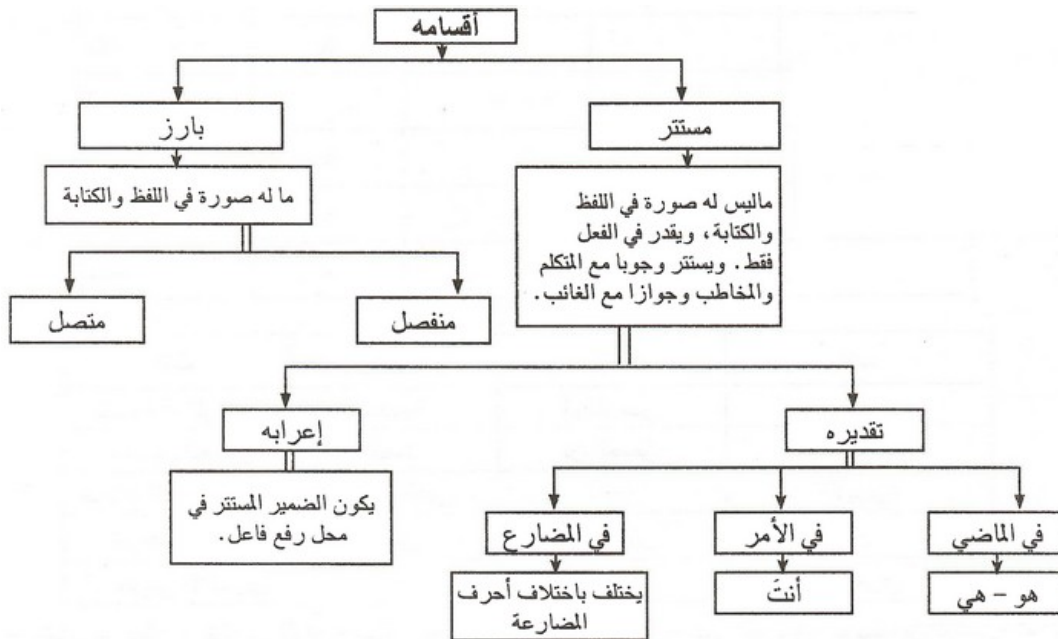 أقسامه
مستتر
بارز
ماليس له صورة في اللفظ
والكتابة، ويقدر في الفعل
فقط. ويستتر وجوبا مع المتكلم
والمخاطب وجوازا مع الغائب.
ما له صورة في اللفظ والكتابة
منفصل
متصل
تقديره
إعرابه
في الماضي
في الأمر
في المضارع
هو – هي
أنتَ
يختلف باختلاف أحرف
المضارعة
يكون الضمير المستتر في
محل رفع فاعل.